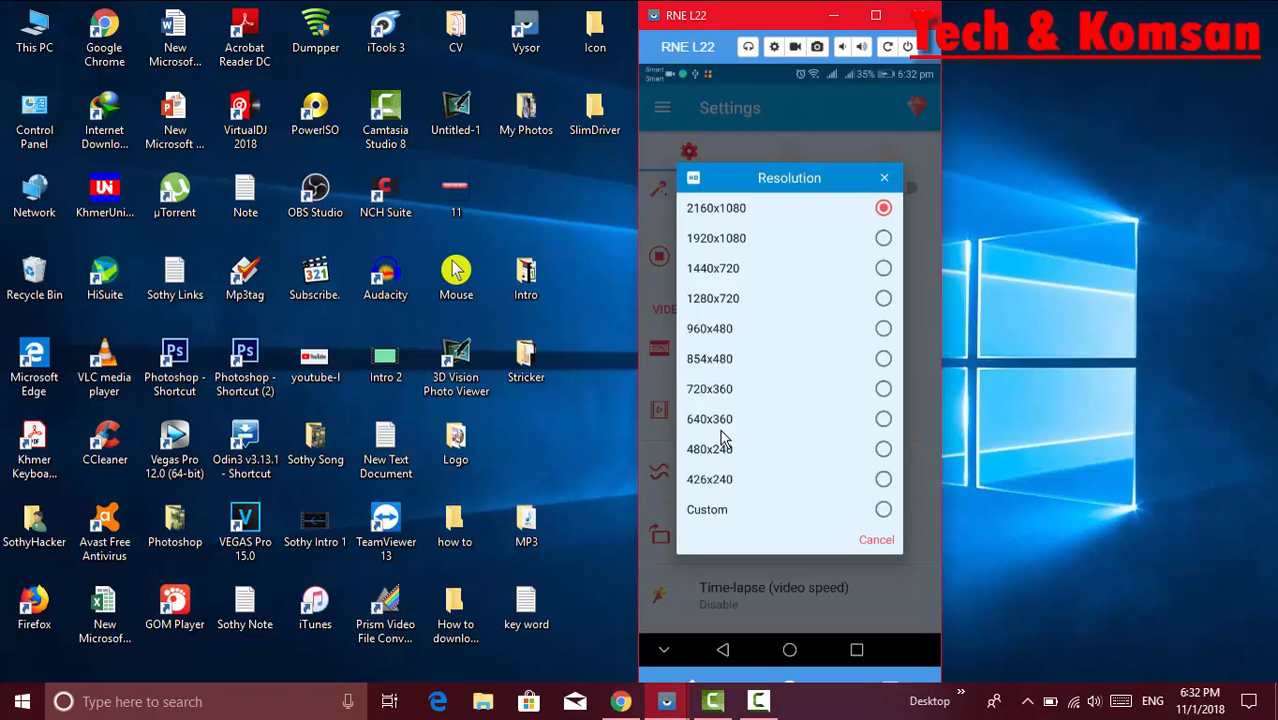 This PC
Google
Chrome
New
Microsof...
Acrobat
Reader DC
Dumpper
iTools 3
CV
Vysor
Icon
Control
Panel
Internet
Downlo...
New
Microsoft ...
VirtualDJ
2018
PowerISO
Camtasia
Studio 8
Untitled-1
My Photos
SlimDriver
Network
KhmerUni...
µTorrent
Note
OBS Studio
NCH Suite
11
Recycle Bin
HiSuite
Sothy Links
Mp3tag
Subscribe.
Audacity
Mouse
Intro
Microsoft
Edge
VLC media
player
Photoshop -
Shortcut
Photoshop -
Shortcut (2)
youtube-l
Intro 2
3D Vision
Photo Viewer
Stricker
Khmer
Keyboa...
CCleaner
Vegas Pro
12.0 (64-bit)
Odin3 v3.13.1
- Shortcut
Sothy Song
New Text
Document
Logo
SothyHacker
Avast Free
Antivirus
Photoshop
VEGAS Pro
15.0
Sothy Intro 1
TeamViewer
13
how to
MP3
Firefox
New
Microsof...
GOM Player
Sothy Note
iTunes
Prism Video
File Conv...
How to
downlo...
key word
RNE L22
RNE L22
Tech & Komsan
Smart
Smart
35% 6:32 pm
Settings
HD Resolution
2160x1080
1920x1080
1440x720
1280x720
960x480
854x480
720x360
640x360
480x240
426x240
Custom
Cancel
VIDE
Time-lapse (video speed)
Disable
Type here to search
Desktop
ENG
6:32 PM
11/1/2018